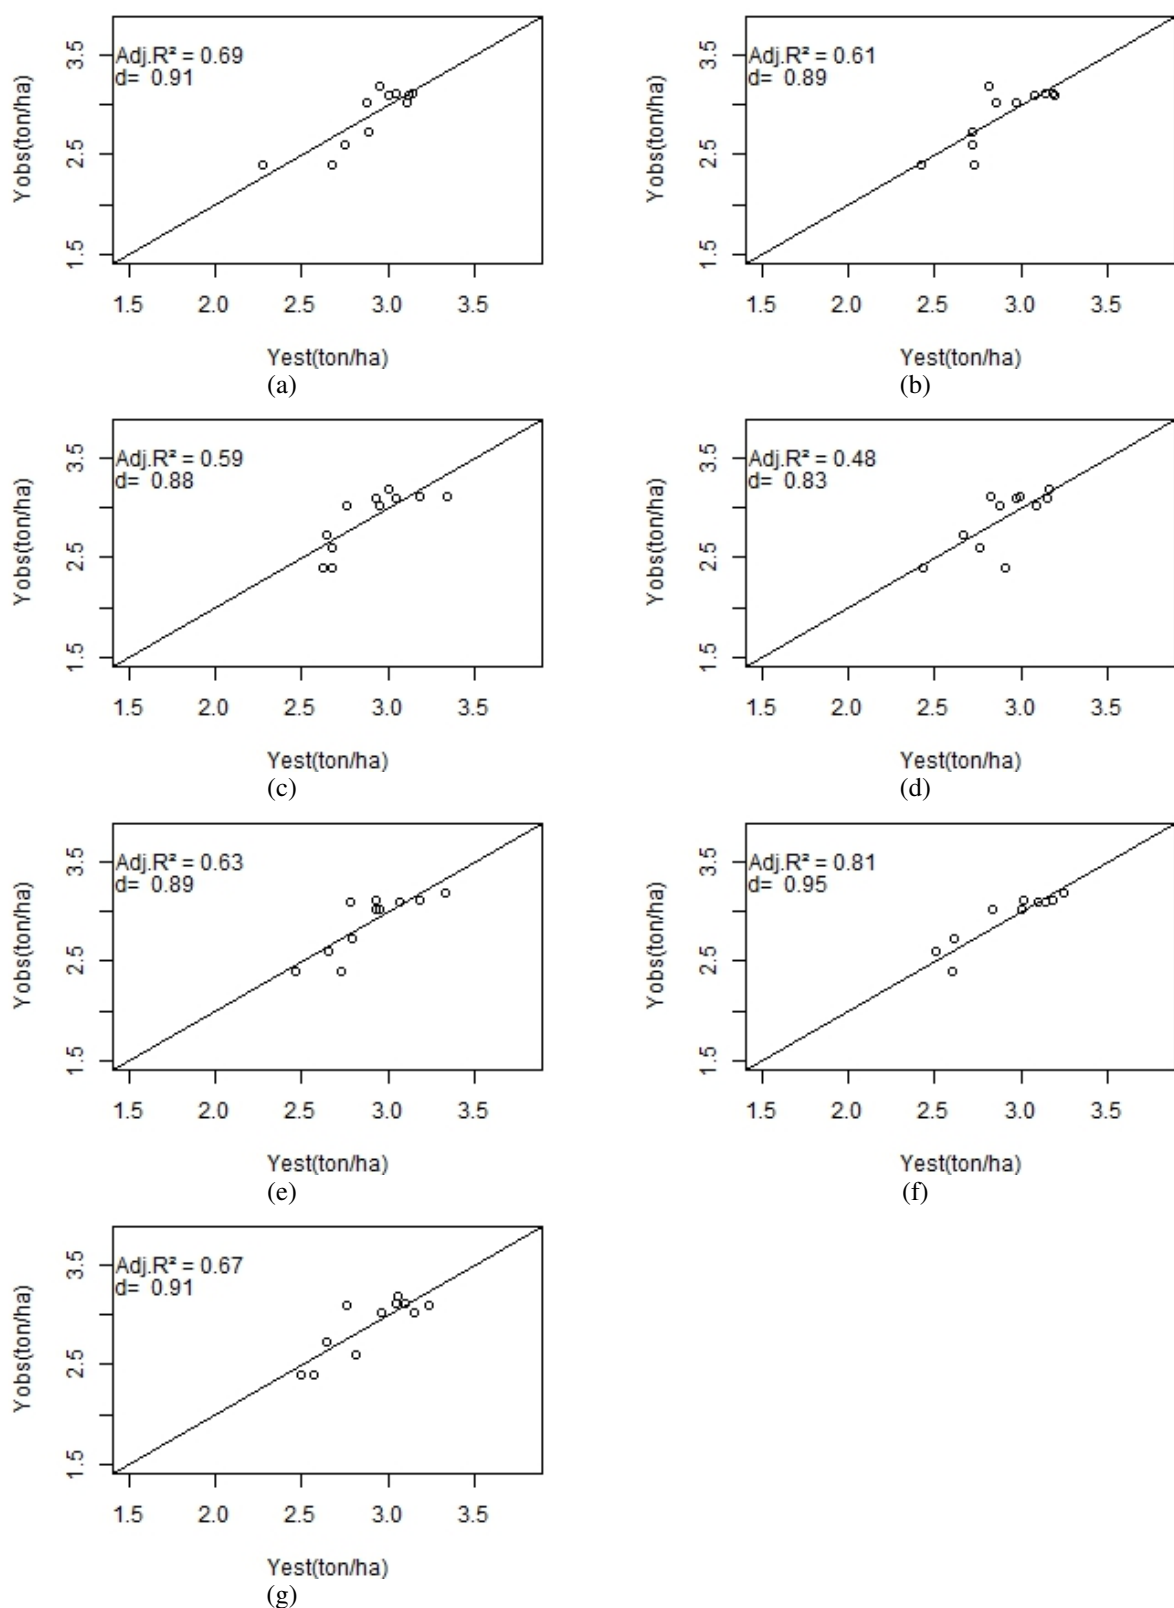 Adj.R² = 0.69
d= 0.91
Yobs(ton/ha)
3.5
2.5
1.5
1.5 2.0 2.5 3.0 3.5
Yest(ton/ha)
(a)
Adj.R² = 0.61
d= 0.89
Yobs(ton/ha)
3.5
2.5
1.5
1.5 2.0 2.5 3.0 3.5
Yest(ton/ha)
(b)
Adj.R² = 0.59
d= 0.88
Yobs(ton/ha)
3.5
2.5
1.5
1.5 2.0 2.5 3.0 3.5
Yest(ton/ha)
(c)
Adj.R² = 0.48
d= 0.83
Yobs(ton/ha)
3.5
2.5
1.5
1.5 2.0 2.5 3.0 3.5
Yest(ton/ha)
(d)
Adj.R² = 0.63
d= 0.89
Yobs(ton/ha)
3.5
2.5
1.5
1.5 2.0 2.5 3.0 3.5
Yest(ton/ha)
(e)
Adj.R² = 0.81
d= 0.95
Yobs(ton/ha)
3.5
2.5
1.5
1.5 2.0 2.5 3.0 3.5
Yest(ton/ha)
(f)
Adj.R² = 0.67
d= 0.91
Yobs(ton/ha)
3.5
2.5
1.5
1.5 2.0 2.5 3.0 3.5
Yest(ton/ha)
(g)